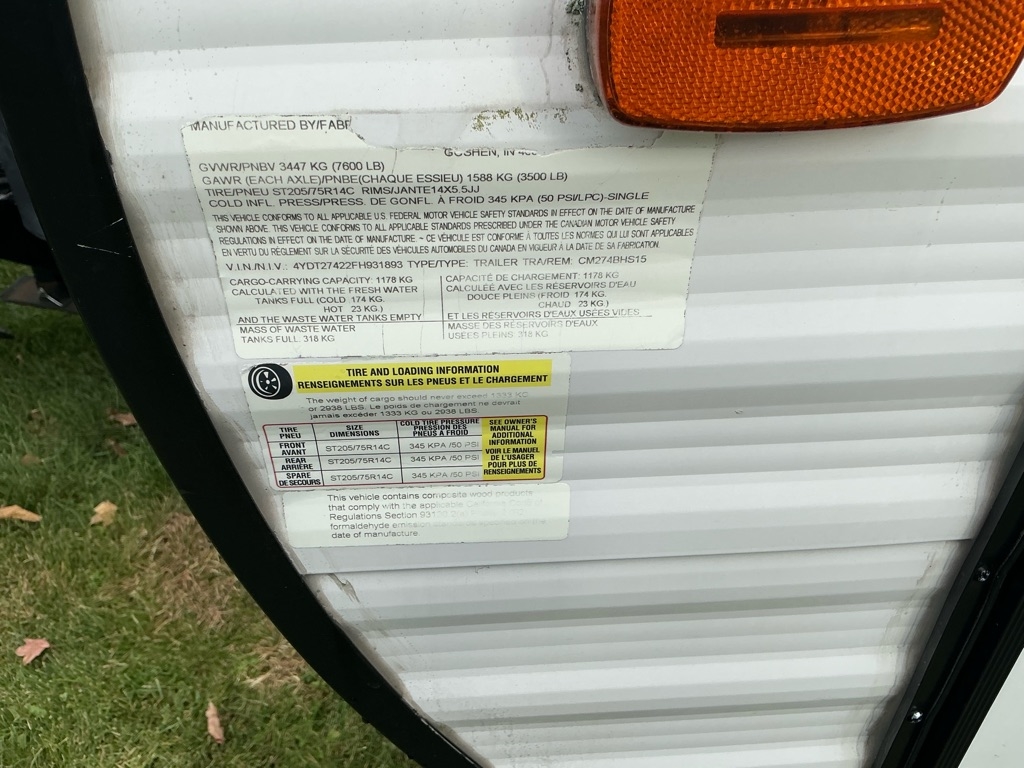 MANUFACTURED BY/FABR
GOSHEN, IN
GVWR/PNBV 3447 KG (7600 LB)
GAWR (EACH AXLE)/PNBE(CHAQUE ESSIEU) 1588 KG (3500 LB)
TIRE/PNEU ST205/75R14C RIMS/JANTE14X5.5JJ
COLD INFL. PRESS/PRESS. DE GONFL. À FROID 345 KPA (50 PSI/LPC)-SINGLE
THIS VEHICLE CONFORMS TO ALL APPLICABLE U.S. FEDERAL MOTOR VEHICLE SAFETY STANDARDS IN EFFECT ON THE DATE OF MANUFACTURE
SHOWN ABOVE. THIS VEHICLE CONFORMS TO ALL APPLICABLE STANDARDS PRESCRIBED UNDER THE CANADIAN MOTOR VEHICLE SAFETY
REGULATIONS IN EFFECT ON THE DATE OF MANUFACTURE. ~ CE VÉHICULE EST CONFORME À TOUTES LES NORMES QUI LUI SONT APPLICABLES
EN VERTU DU RÈGLEMENT SUR LA SÉCURITÉ DES VÉHICULES AUTOMOBILES DU CANADA EN VIGUEUR À LA DATE DE SA FABRICATION.
V.I.N./N.I.V.: 4YDT27422FH931893 TYPE/TYPE: TRAILER TRA/REM: CM274BHS15
CARGO-CARRYING CAPACITY: 1178 KG
CALCULATED WITH THE FRESH WATER
TANKS FULL (COLD 174 KG.
HOT 23 KG.)
AND THE WASTE WATER TANKS EMPTY
MASS OF WASTE WATER
TANKS FULL: 318 KG
CAPACITÉ DE CHARGEMENT: 1178 KG
CALCULÉE AVEC LES RÉSERVOIRS D'EAU
DOUCE PLEINS (FROID 174 KG.
CHAUD 23 KG.)
ET LES RÉSERVOIRS D'EAUX USÉES VIDES
MASSE DES RÉSERVOIRS D'EAUX
USÉES PLEINS: 318 KG
TIRE AND LOADING INFORMATION
RENSEIGNEMENTS SUR LES PNEUS ET LE CHARGEMENT
The weight of cargo should never exceed 1333 KG
or 2938 LBS. Le poids de chargement ne devrait
jamais excéder 1333 KG ou 2938 LBS
TIRE PNEU SIZE DIMENSIONS COLD TIRE PRESSURE PRESSION DES PNEUS A FROID
FRONT AVANT ST205/75R14C 345 KPA /50 PSI
REAR ARRIÈRE ST205/75R14C 345 KPA /50 PSI
SPARE DE SECOURS ST205/75R14C 345 KPA /50 PSI
SEE OWNER'S
MANUAL FOR
ADDITIONAL
INFORMATION
VOIR LE MANUEL
DE L'USAGER
POUR PLUS DE
RENSEIGNEMENTS
This vehicle contains composite wood products
that comply with the applicable
Regulations Section
formaldehyde emission
date of manufacture